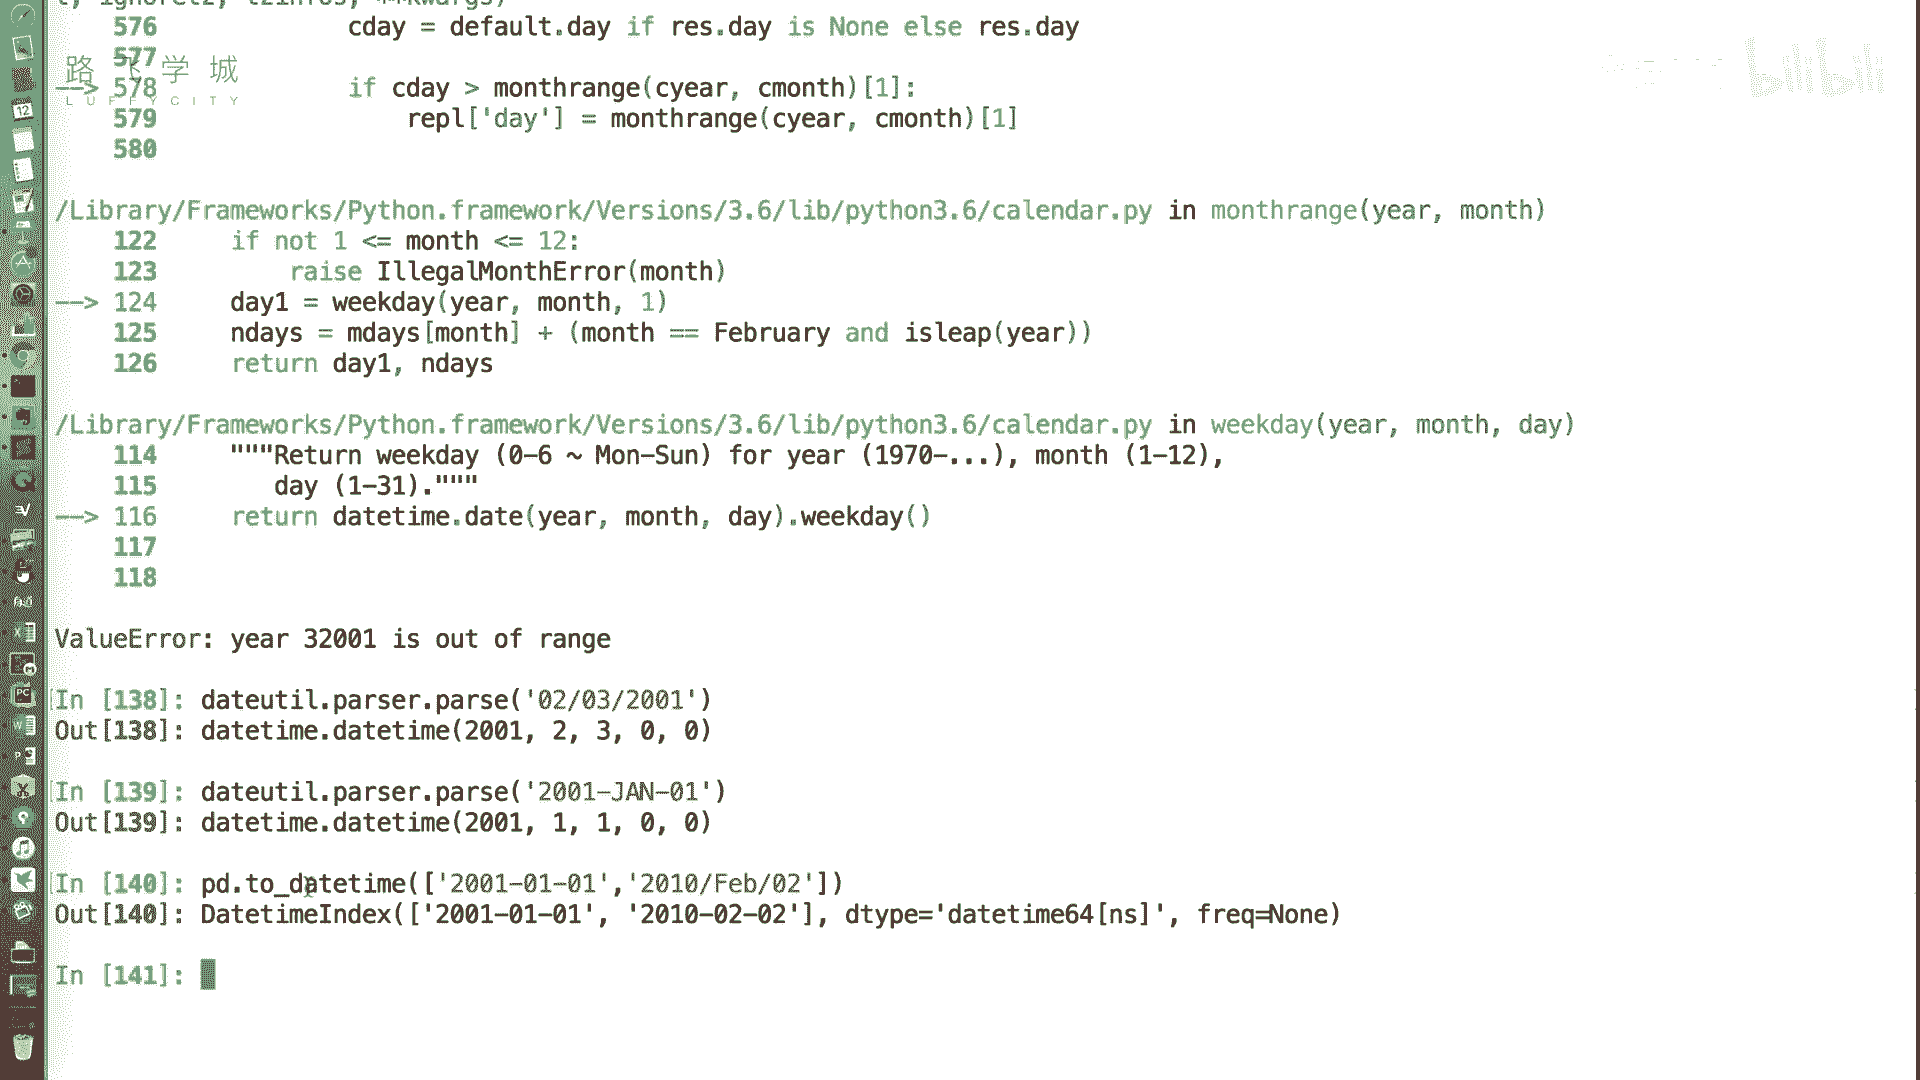 576             cday = default.day if res.day is None else res.day
577
路飞学城
--> 578             if cday > monthrange(cyear, cmonth)[1]:
LUFFYCITY
579                 repl['day'] = monthrange(cyear, cmonth)[1]
580
bilibili
/Library/Frameworks/Python.framework/Versions/3.6/lib/python3.6/calendar.py in monthrange(year, month)
122     if not 1 <= month <= 12:
123         raise IllegalMonthError(month)
--> 124     day1 = weekday(year, month, 1)
125     ndays = mdays[month] + (month == February and isleap(year))
126     return day1, ndays
/Library/Frameworks/Python.framework/Versions/3.6/lib/python3.6/calendar.py in weekday(year, month, day)
114     """Return weekday (0-6 ~ Mon-Sun) for year (1970-...), month (1-12),
115        day (1-31)."""
--> 116     return datetime.date(year, month, day).weekday()
117
118
ValueError: year 32001 is out of range
In [138]: dateutil.parser.parse('02/03/2001')
Out[138]: datetime.datetime(2001, 2, 3, 0, 0)
In [139]: dateutil.parser.parse('2001-JAN-01')
Out[139]: datetime.datetime(2001, 1, 1, 0, 0)
In [140]: pd.to_datetime(['2001-01-01','2010/Feb/02'])
Out[140]: DatetimeIndex(['2001-01-01', '2010-02-02'], dtype='datetime64[ns]', freq=None)
In [141]: